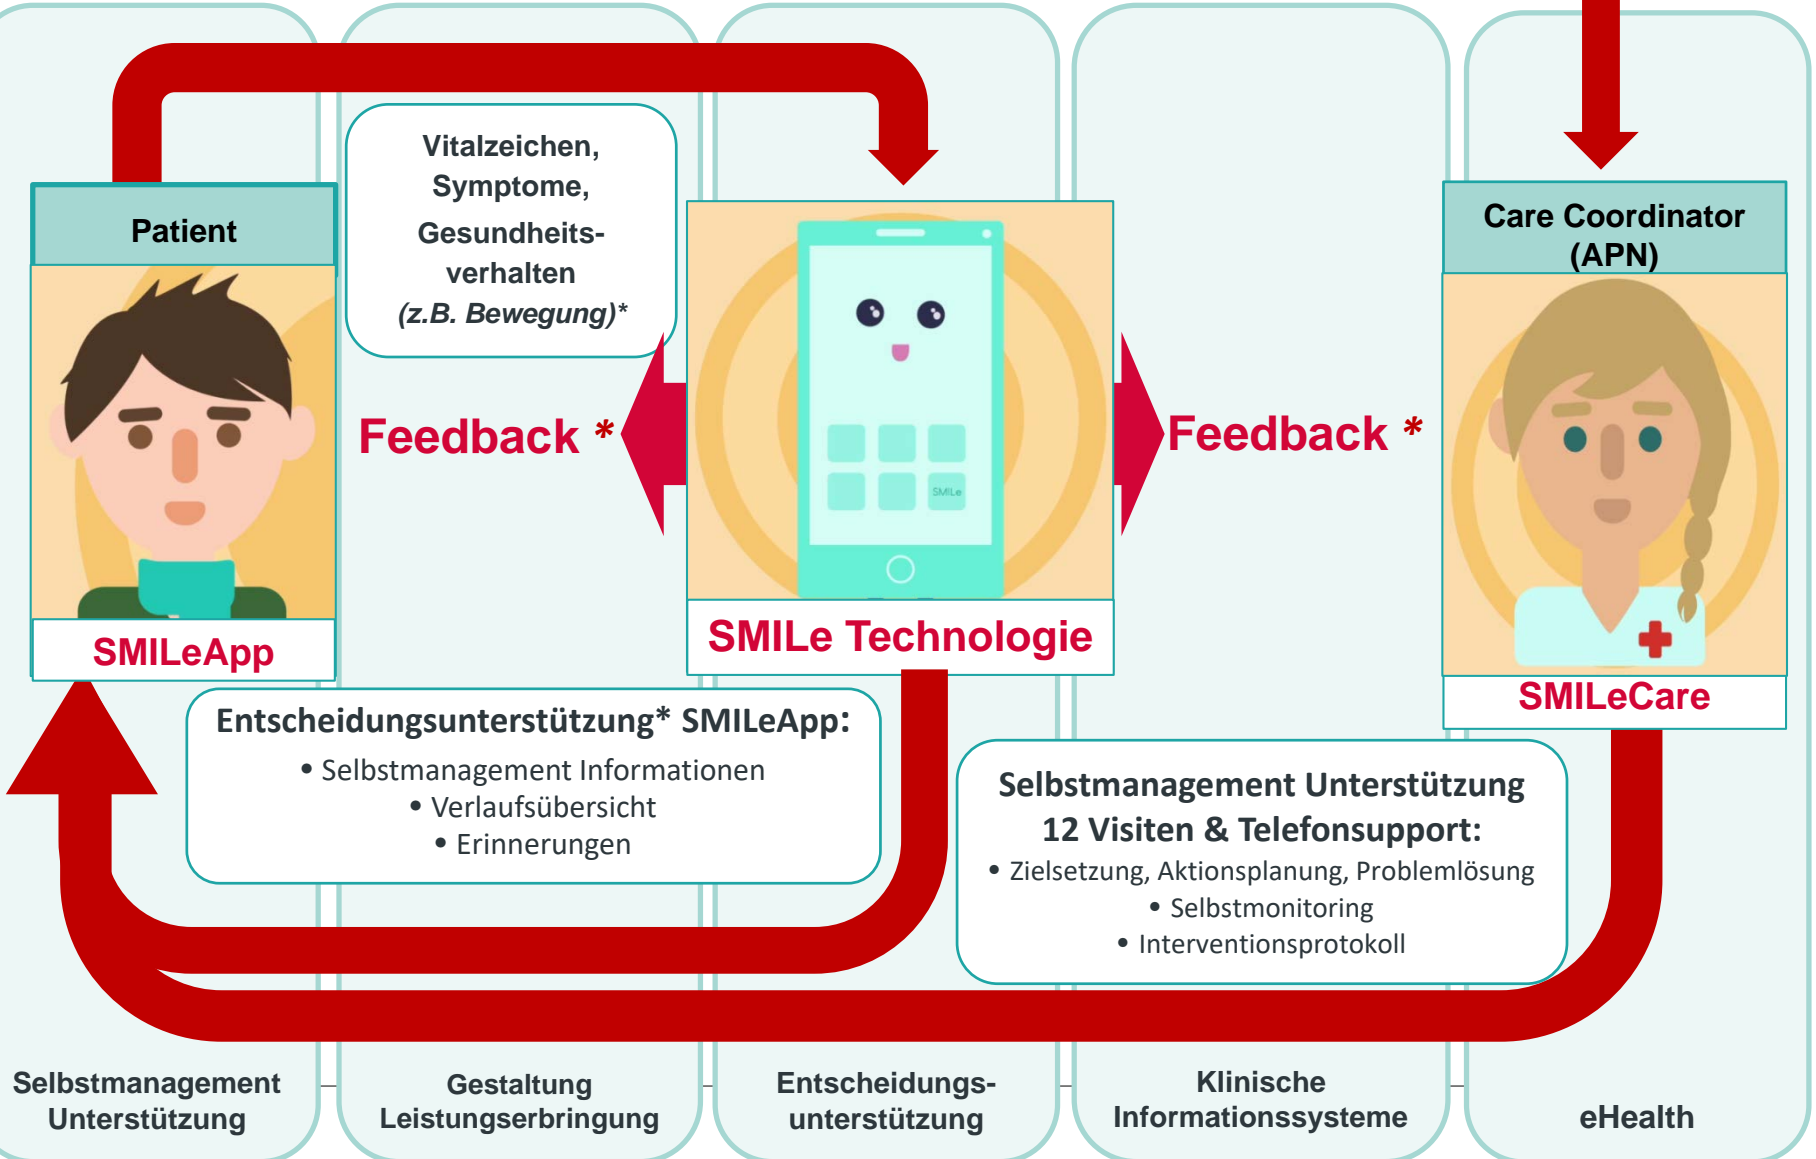 Patient
SMILeApp
Vitalzeichen,
Symptome,
Gesundheits-
verhalten
(z.B. Bewegung)*
Feedback *
SMILe
SMILe Technologie
Feedback *
Care Coordinator
(APN)
SMILeCare
Entscheidungsunterstützung* SMILeApp:
• Selbstmanagement Informationen
• Verlaufsübersicht
• Erinnerungen
Selbstmanagement Unterstützung
12 Visiten & Telefonsupport:
• Zielsetzung, Aktionsplanung, Problemlösung
• Selbstmonitoring
• Interventionsprotokoll
Selbstmanagement
Unterstützung
Gestaltung
Leistungserbringung
Entscheidungs-
unterstützung
Klinische
Informationssysteme
eHealth